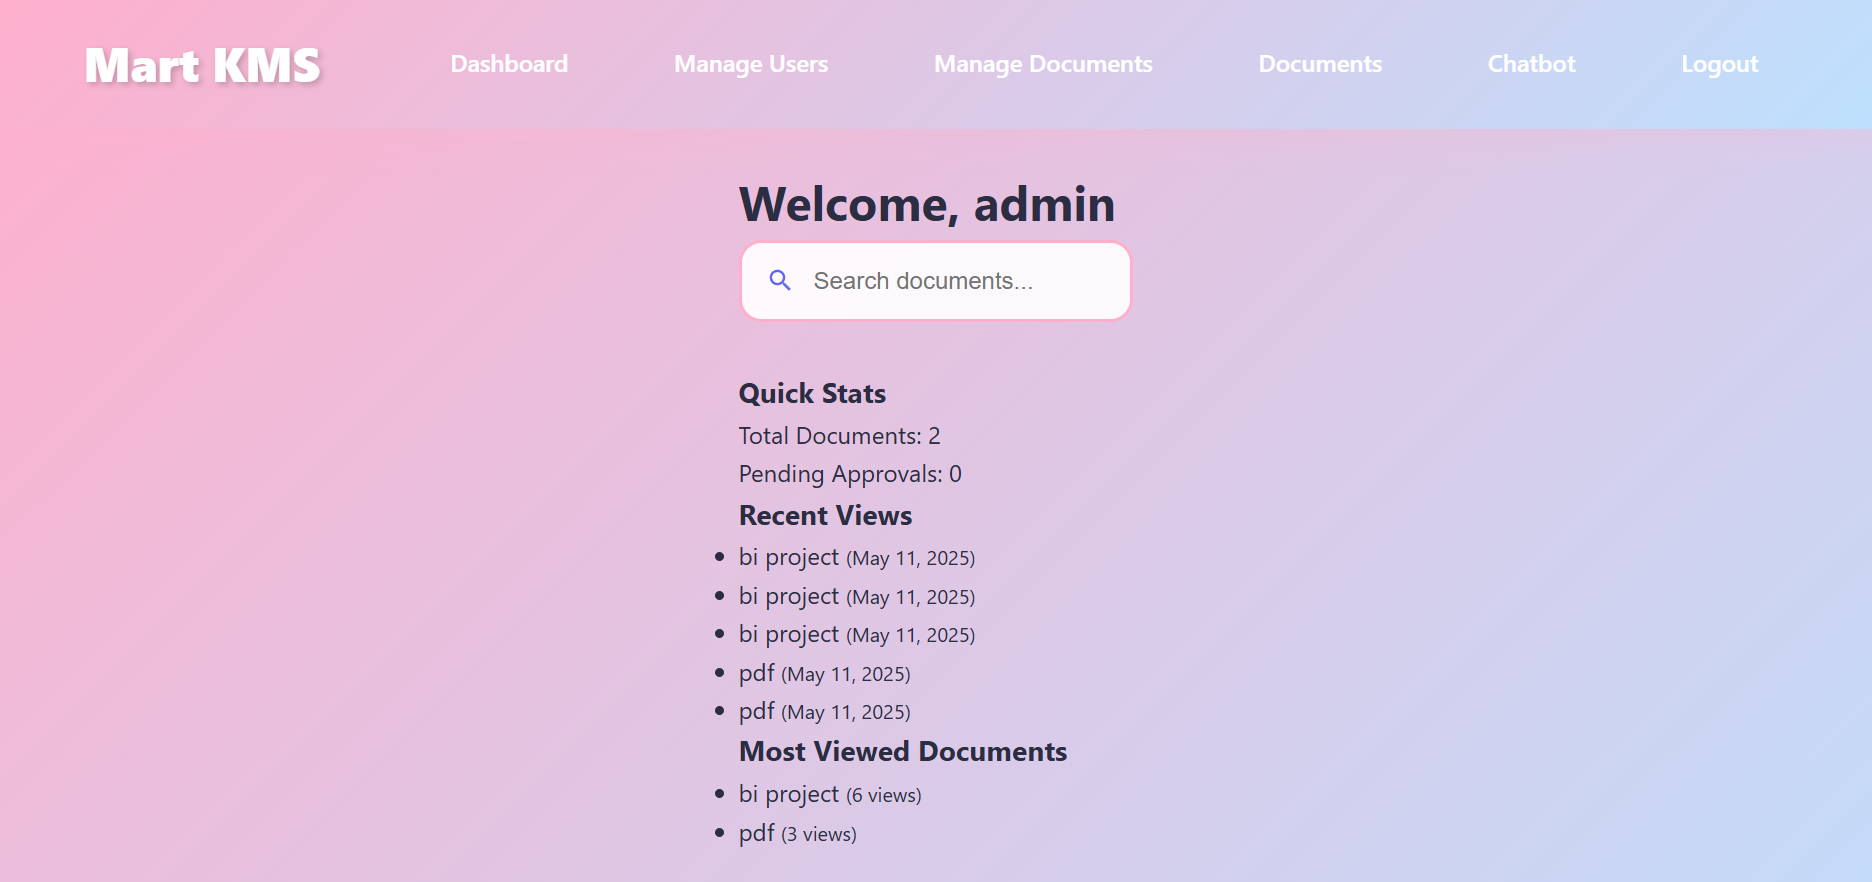 Mart KMS Dashboard Manage Users Manage Documents Documents Chatbot Logout
Welcome, admin
Search documents...
Quick Stats
Total Documents: 2
Pending Approvals: 0
Recent Views
bi project (May 11, 2025)
bi project (May 11, 2025)
bi project (May 11, 2025)
pdf (May 11, 2025)
pdf (May 11, 2025)
Most Viewed Documents
bi project (6 views)
pdf (3 views)